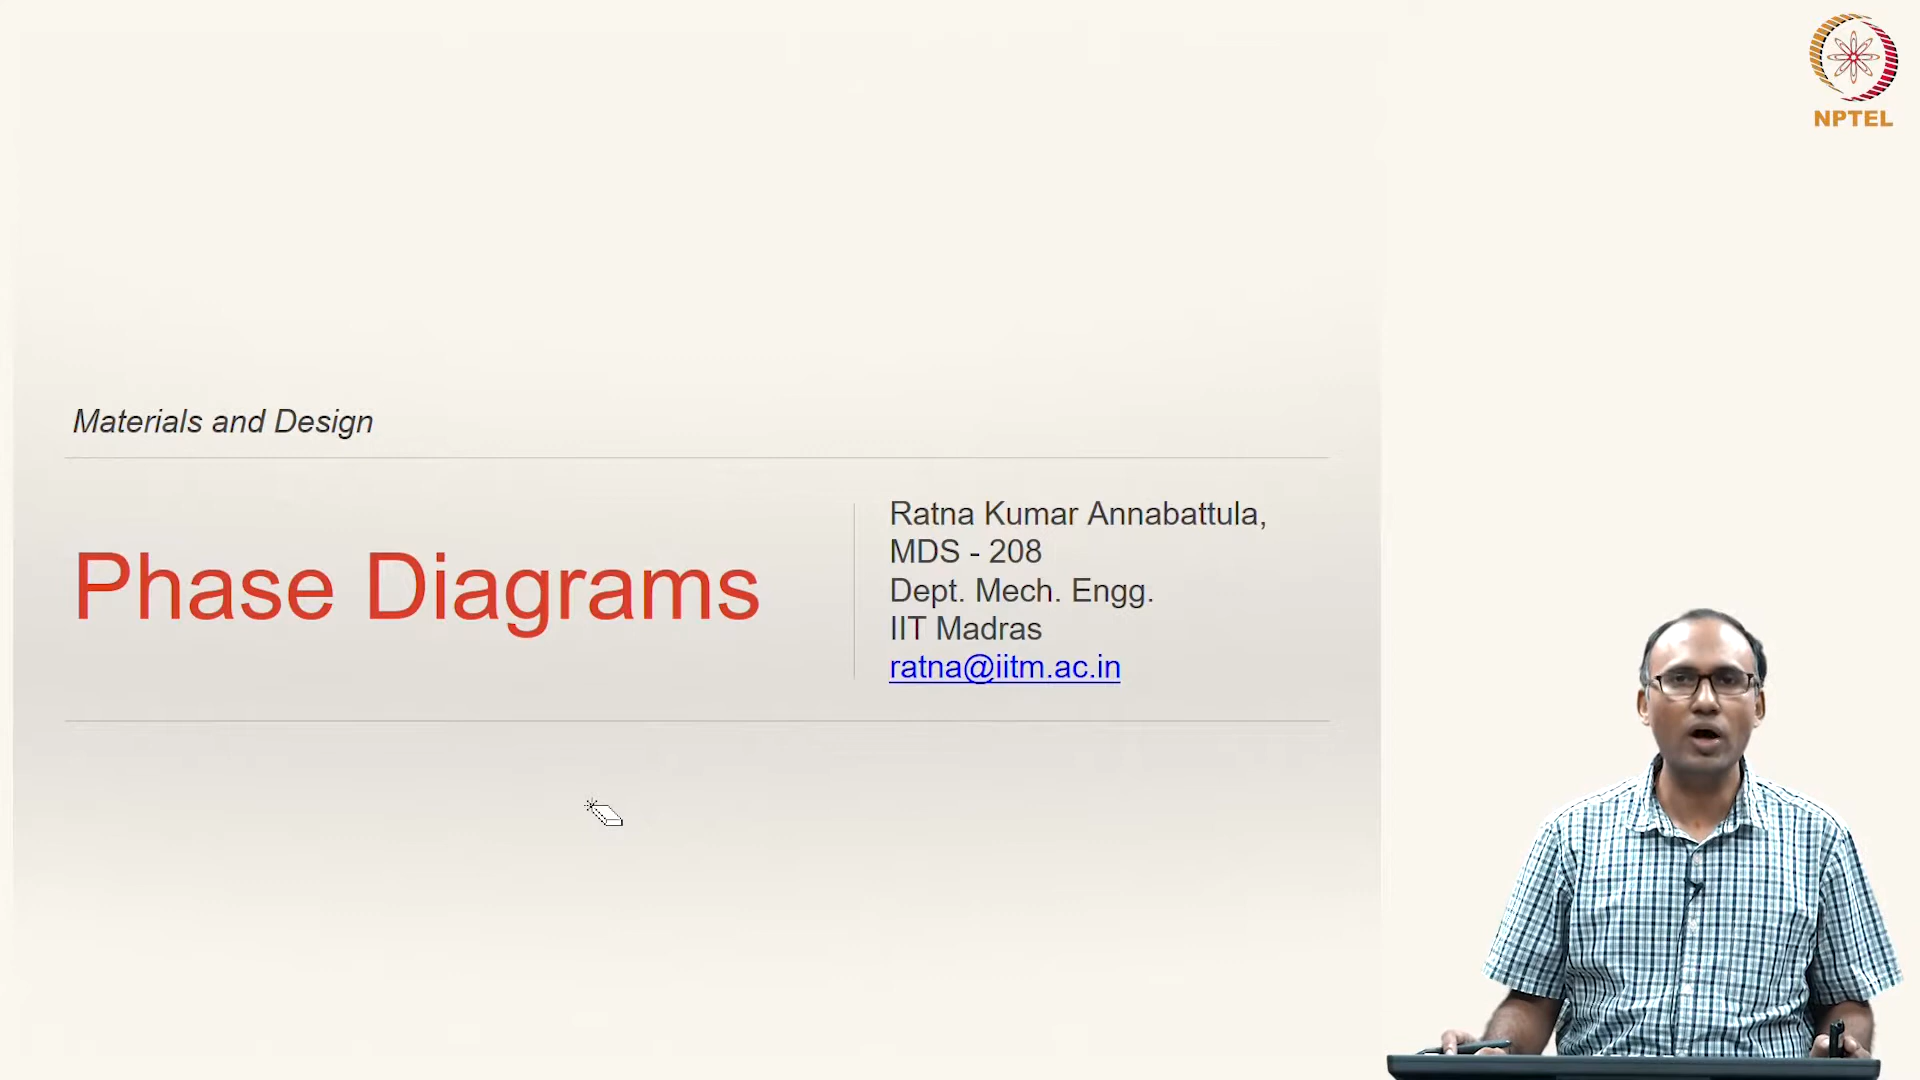 NPTEL
Materials and Design
Phase Diagrams
Ratna Kumar Annabattula,
MDS - 208
Dept. Mech. Engg.
IIT Madras
ratna@iitm.ac.in